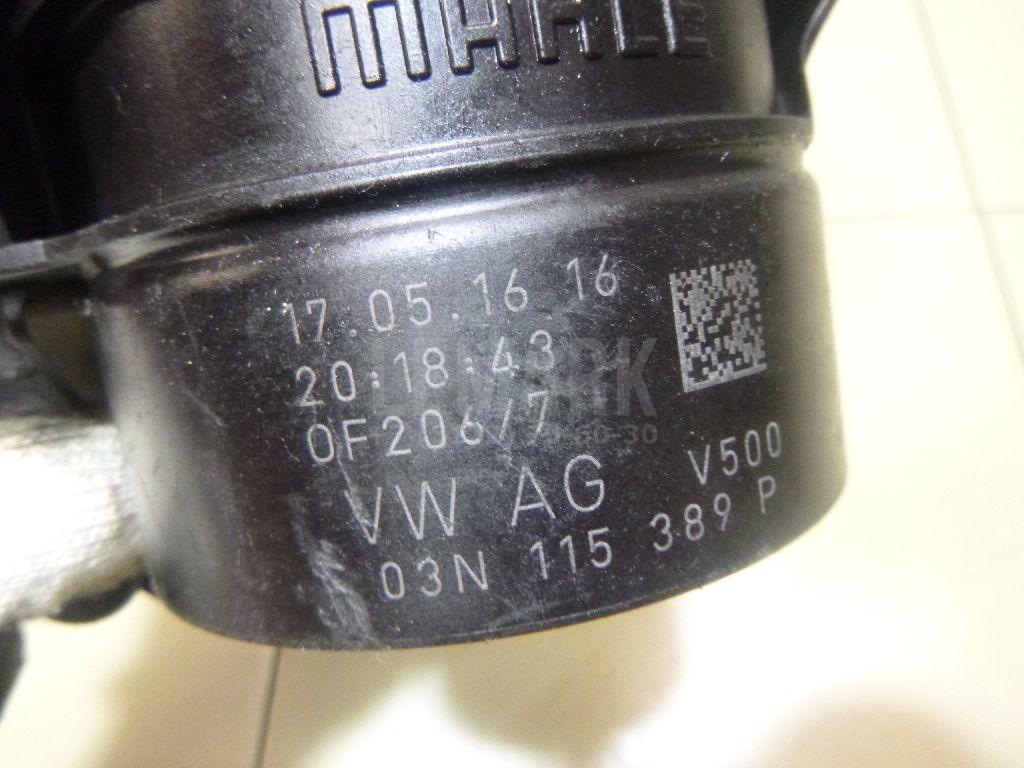 MAHLE
17.05.16 16
20:18:43
0F206/7
VW AG V500
03N 115 389 P